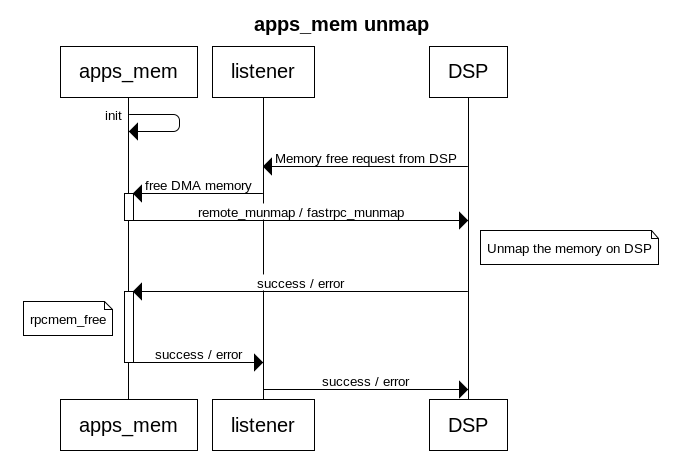 apps_mem unmap
apps_mem listener DSP
init
Memory free request from DSP
free DMA memory
remote_munmap / fastrpc_munmap
Unmap the memory on DSP
success / error
rpcmem_free
success / error
success / error
apps_mem listener DSP